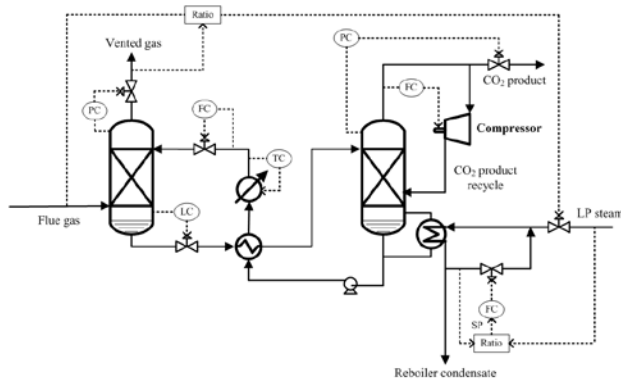 Ratio
Vented gas
PC
PC
CO₂ product
FC
FC
Compressor
PC
TC
CO₂ product
recycle
LC
LP steam
Flue gas
FC
SP
Ratio
Reboiler condensate